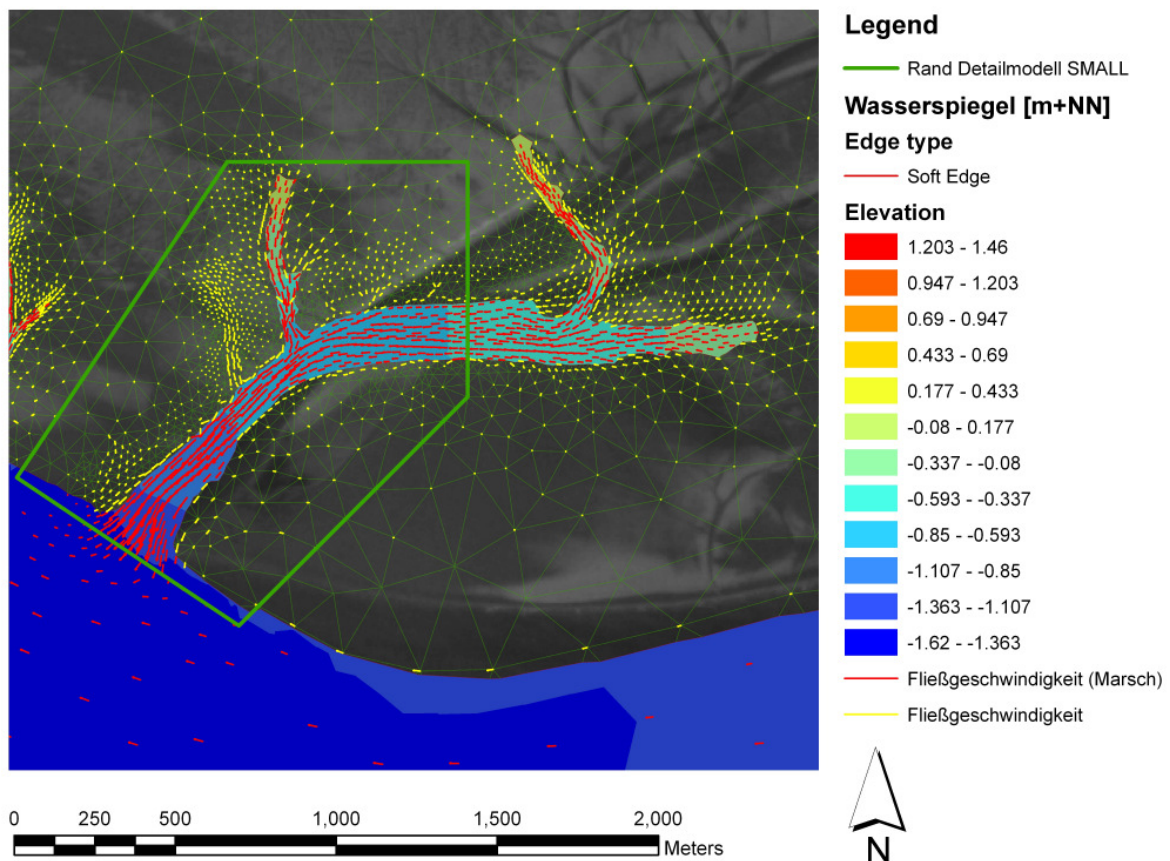 Legend
Rand Detailmodell SMALL
Wasserspiegel [m+NN]
Edge type
Soft Edge
Elevation
1.203 - 1.46
0.947 - 1.203
0.69 - 0.947
0.433 - 0.69
0.177 - 0.433
-0.08 - 0.177
-0.337 - -0.08
-0.593 - -0.337
-0.85 - -0.593
-1.107 - -0.85
-1.363 - -1.107
-1.62 - -1.363
Fließgeschwindigkeit (Marsch)
Fließgeschwindigkeit
N
0 250 500 1,000 1,500 2,000
Meters